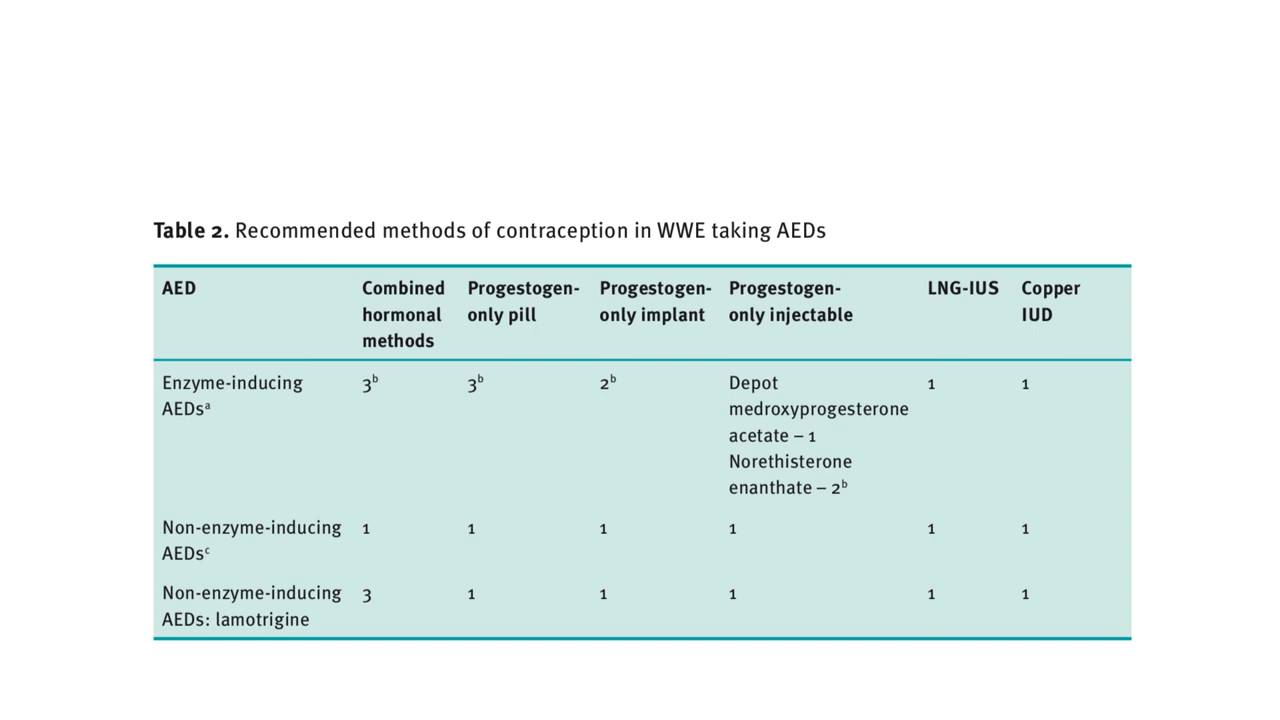 Table 2. Recommended methods of contraception in WWE taking AEDs
AED Combined hormonal methods Progestogen-only pill Progestogen-only implant Progestogen-only injectable LNG-IUS Copper IUD
Enzyme-inducing AEDsᵃ 3ᵇ 3ᵇ 2ᵇ Depot medroxyprogesterone acetate – 1 Norethisterone enanthate – 2ᵇ 1 1
Non-enzyme-inducing AEDsᶜ 1 1 1 1 1 1
Non-enzyme-inducing AEDs: lamotrigine 3 1 1 1 1 1